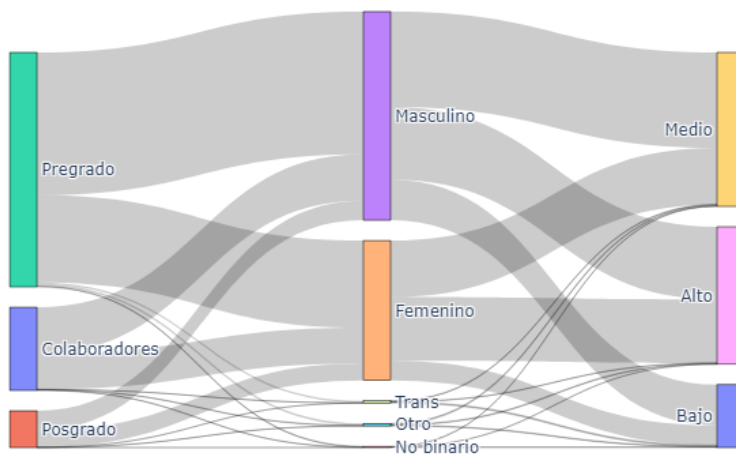 Masculino
Medio
Pregrado
Alto
Femenino
Colaboradores
Trans
Bajo
Otro
Posgrado
No binario